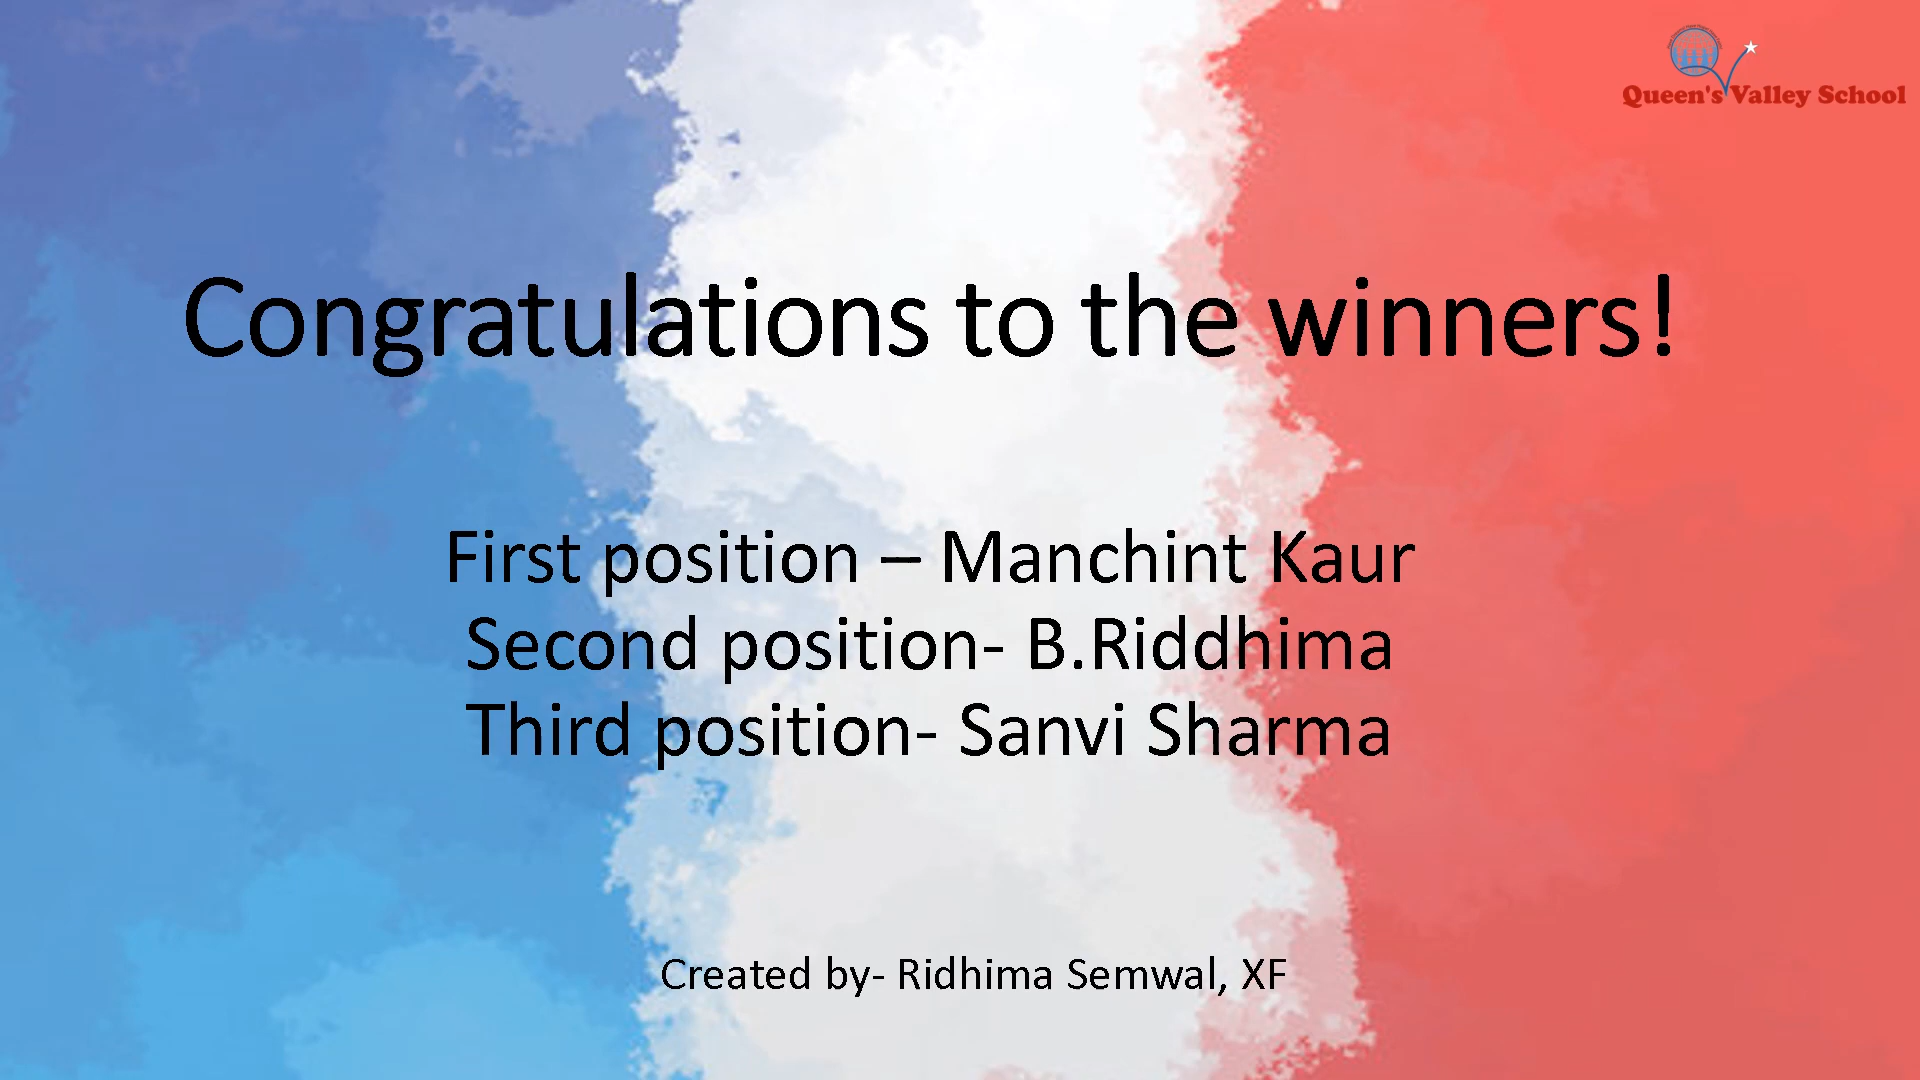 Queen's Valley School
Congratulations to the winners!
First position – Manchint Kaur
Second position- B.Riddhima
Third position- Sanvi Sharma
Created by- Ridhima Semwal, XF